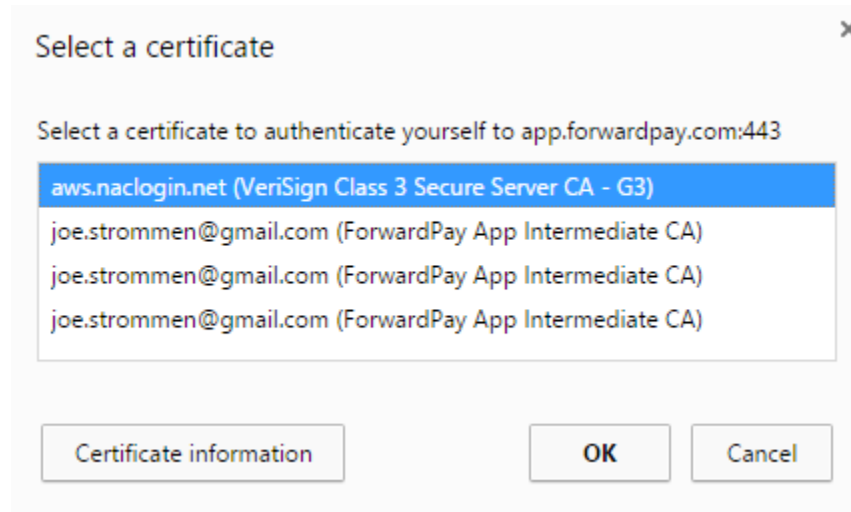 Select a certificate
Select a certificate to authenticate yourself to app.forwardpay.com:443
aws.naclogin.net (VeriSign Class 3 Secure Server CA - G3)
joe.strommen@gmail.com (ForwardPay App Intermediate CA)
joe.strommen@gmail.com (ForwardPay App Intermediate CA)
joe.strommen@gmail.com (ForwardPay App Intermediate CA)
Certificate information OK Cancel